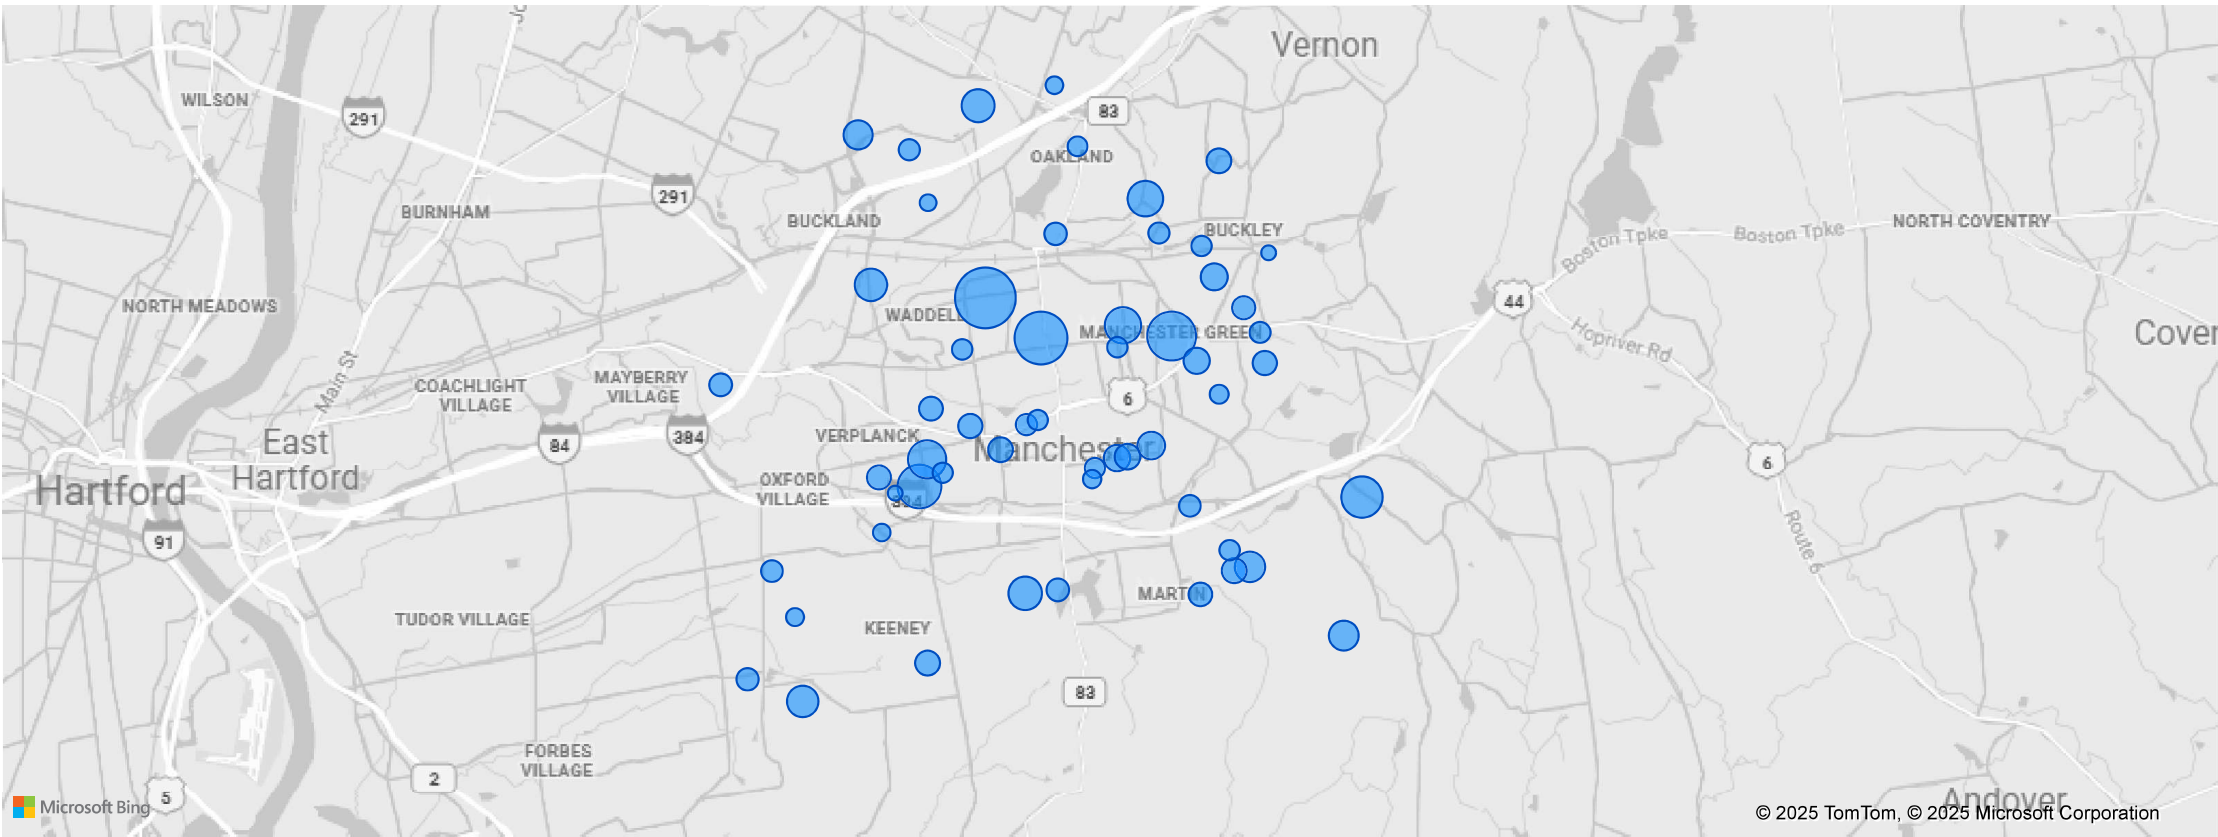 Vernon
83
WILSON
291
OAKLAND
291
BURNHAM
BUCKLAND
BUCKLEY
NORTH COVENTRY
Boston Tpke
Boston Tpke
NORTH MEADOWS
44
WADDELL
MANCHESTER GREEN
Hopriver Rd
Cover
Main St
COACHLIGHT
VILLAGE
MAYBERRY
VILLAGE
6
384
84
VERPLANCK
Manchester
East
Hartford
6
Hartford
OXFORD
VILLAGE
384
91
Route 6
MARTIN
TUDOR VILLAGE
KEENEY
83
FORBES
VILLAGE
2
5
Microsoft Bing
Andover
© 2025 TomTom, © 2025 Microsoft Corporation